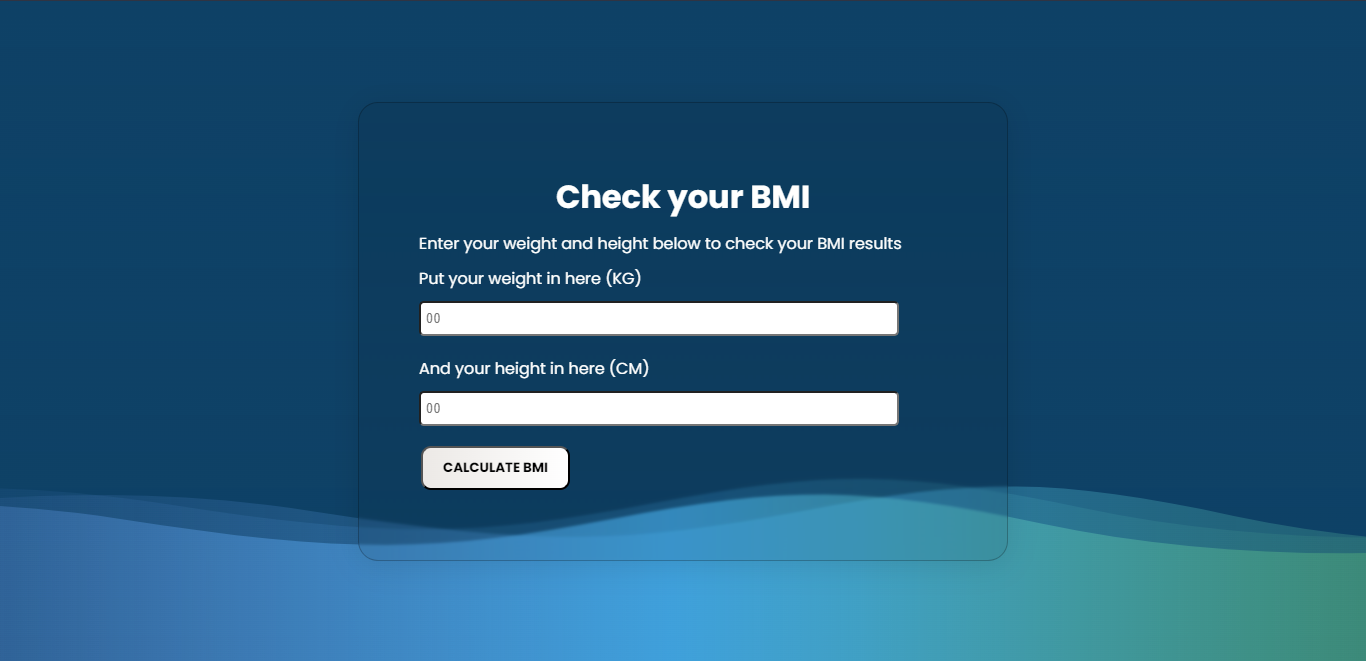 Check your BMI
Enter your weight and height below to check your BMI results
Put your weight in here (KG)
00
And your height in here (CM)
00
CALCULATE BMI